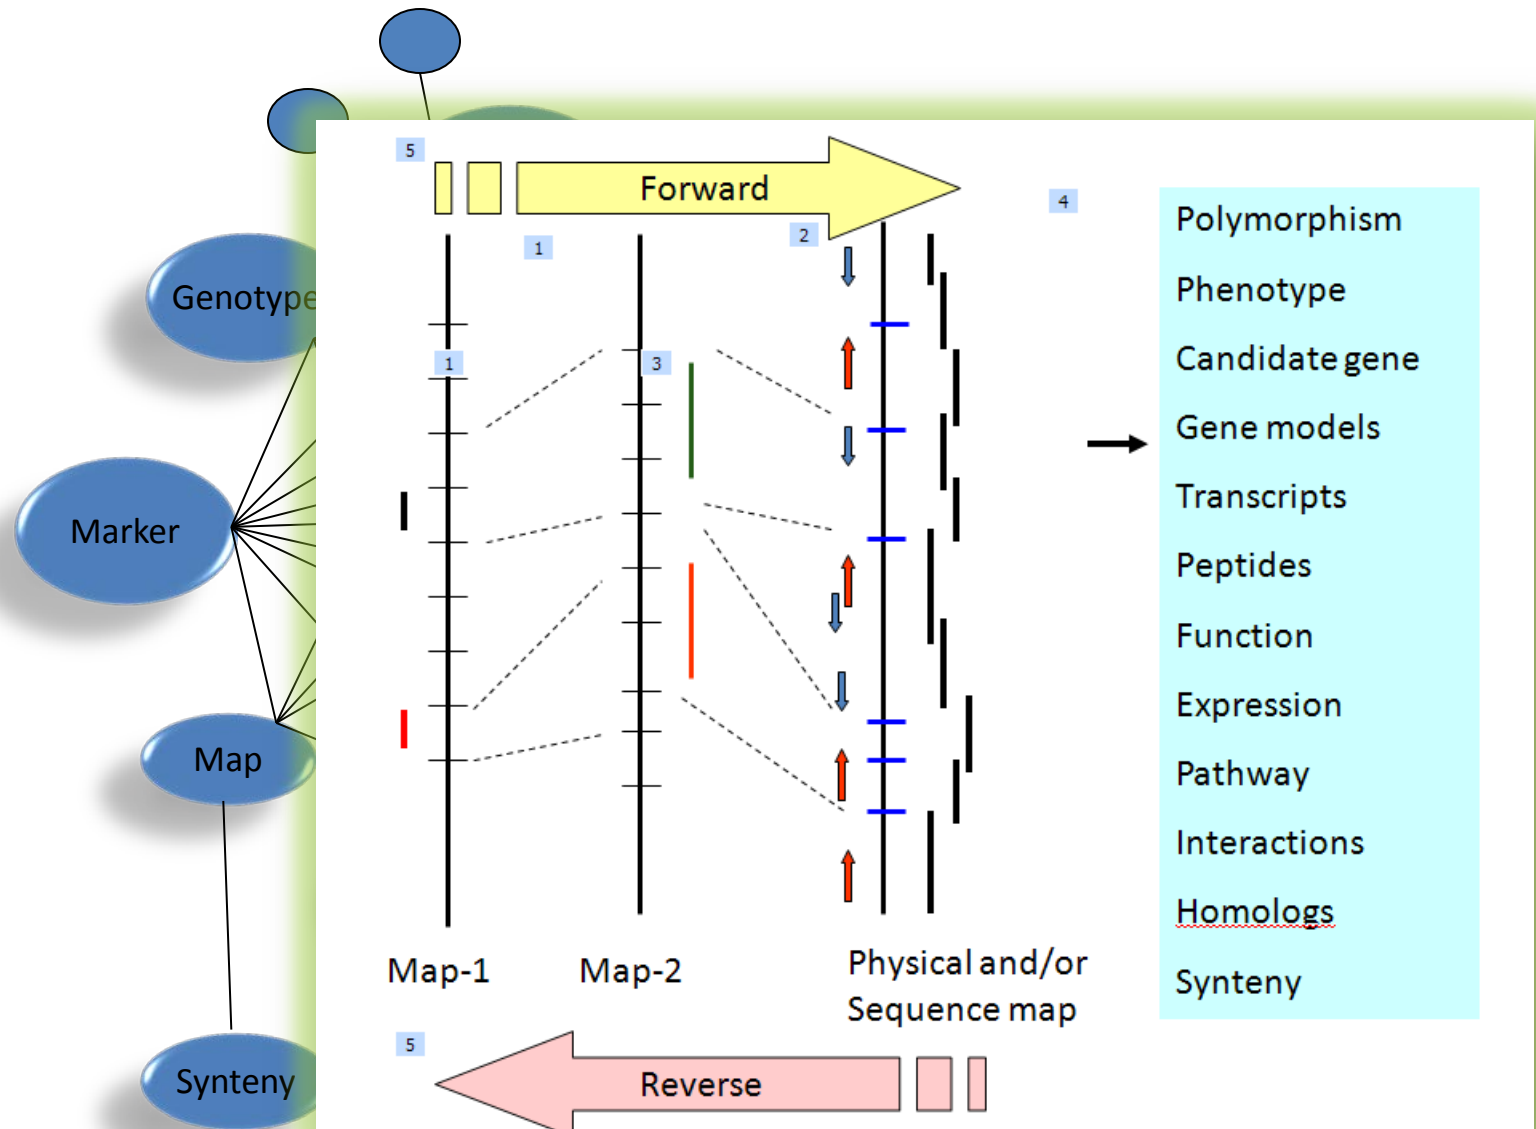 5
Forward
4
1
2
Polymorphism
Phenotype
Candidate gene
Gene models
Transcripts
Peptides
Function
Expression
Pathway
Interactions
Homologs
Synteny
Genotype
1
3
Marker
Map
Map-1
Map-2
Physical and/or
Sequence map
5
Reverse
Synteny